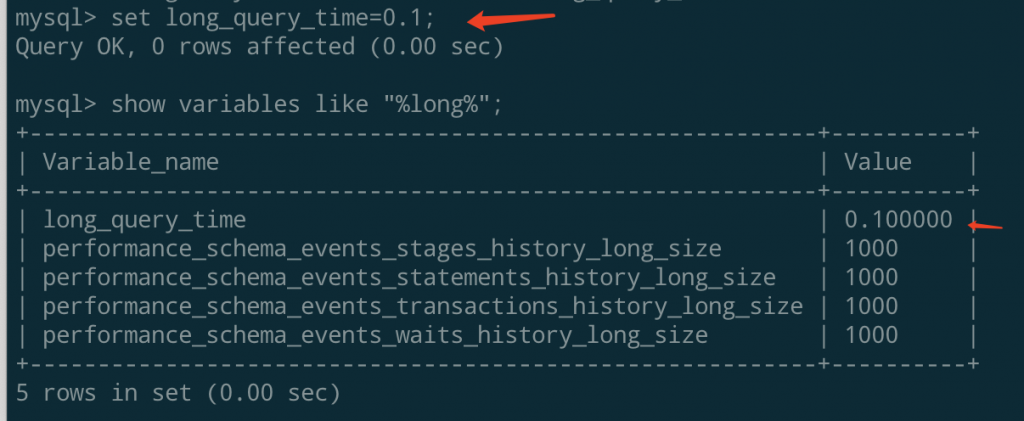 mysql> set long_query_time=0.1;
Query OK, 0 rows affected (0.00 sec)
mysql> show variables like "%long%";
+----------------------------------------------------------+----------+
| Variable_name                                            | Value    |
+----------------------------------------------------------+----------+
| long_query_time                                          | 0.100000 |
| performance_schema_events_stages_history_long_size       | 1000     |
| performance_schema_events_statements_history_long_size   | 1000     |
| performance_schema_events_transactions_history_long_size | 1000     |
| performance_schema_events_waits_history_long_size        | 1000     |
+----------------------------------------------------------+----------+
5 rows in set (0.00 sec)